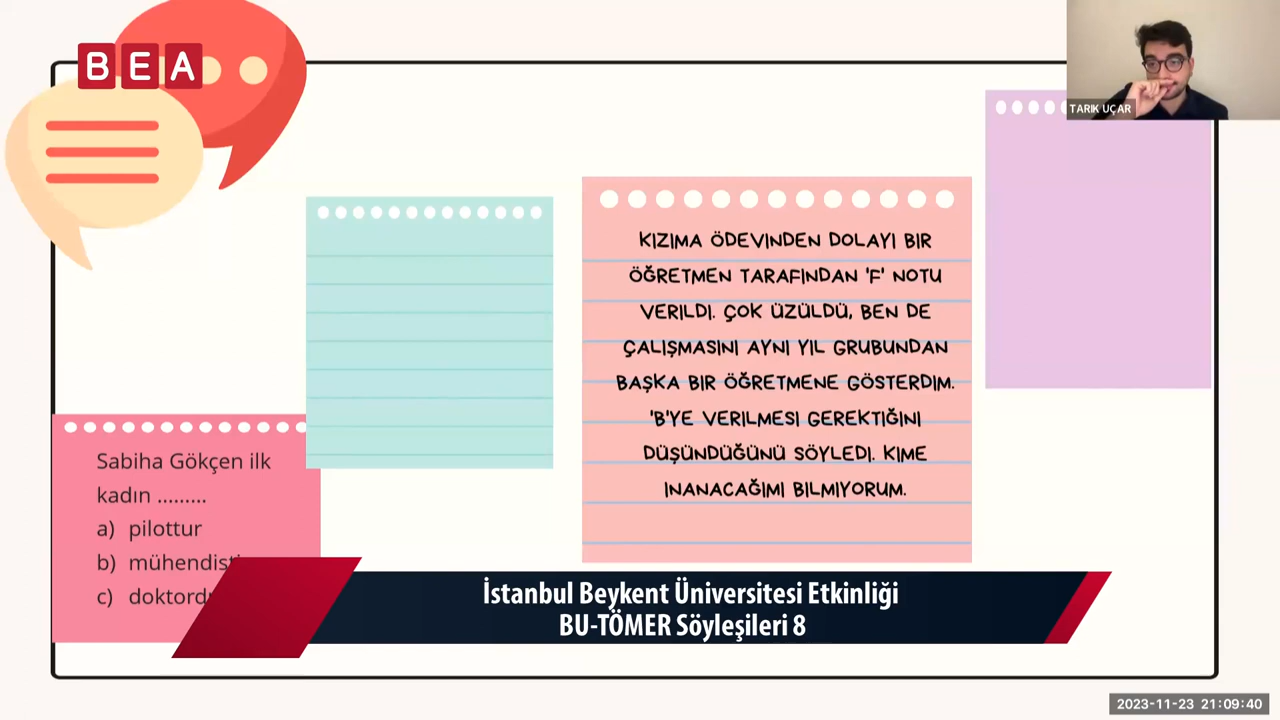 BEA
TARIK UÇAR
KIZIMA ÖDEVINDEN DOLAYI BIR
ÖĞRETMEN TARAFINDAN 'F' NOTU
VERILDI. ÇOK ÜZÜLDÜ, BEN DE
ÇALIŞMASINI AYNI YIL GRUBUNDAN
BAŞKA BIR ÖĞRETMENE GÖSTERDIM.
'B'YE VERILMESI GEREKTIĞINI
DÜŞÜNDÜĞÜNÜ SÖYLEDI. KIME
INANACAĞIMI BILMIYORUM.
Sabiha Gökçen ilk
kadın .........
a) pilottur
b)
c)
İstanbul Beykent Üniversitesi Etkinliği
BU-TÖMER Söyleşileri 8
2023-11-23 21:09:40